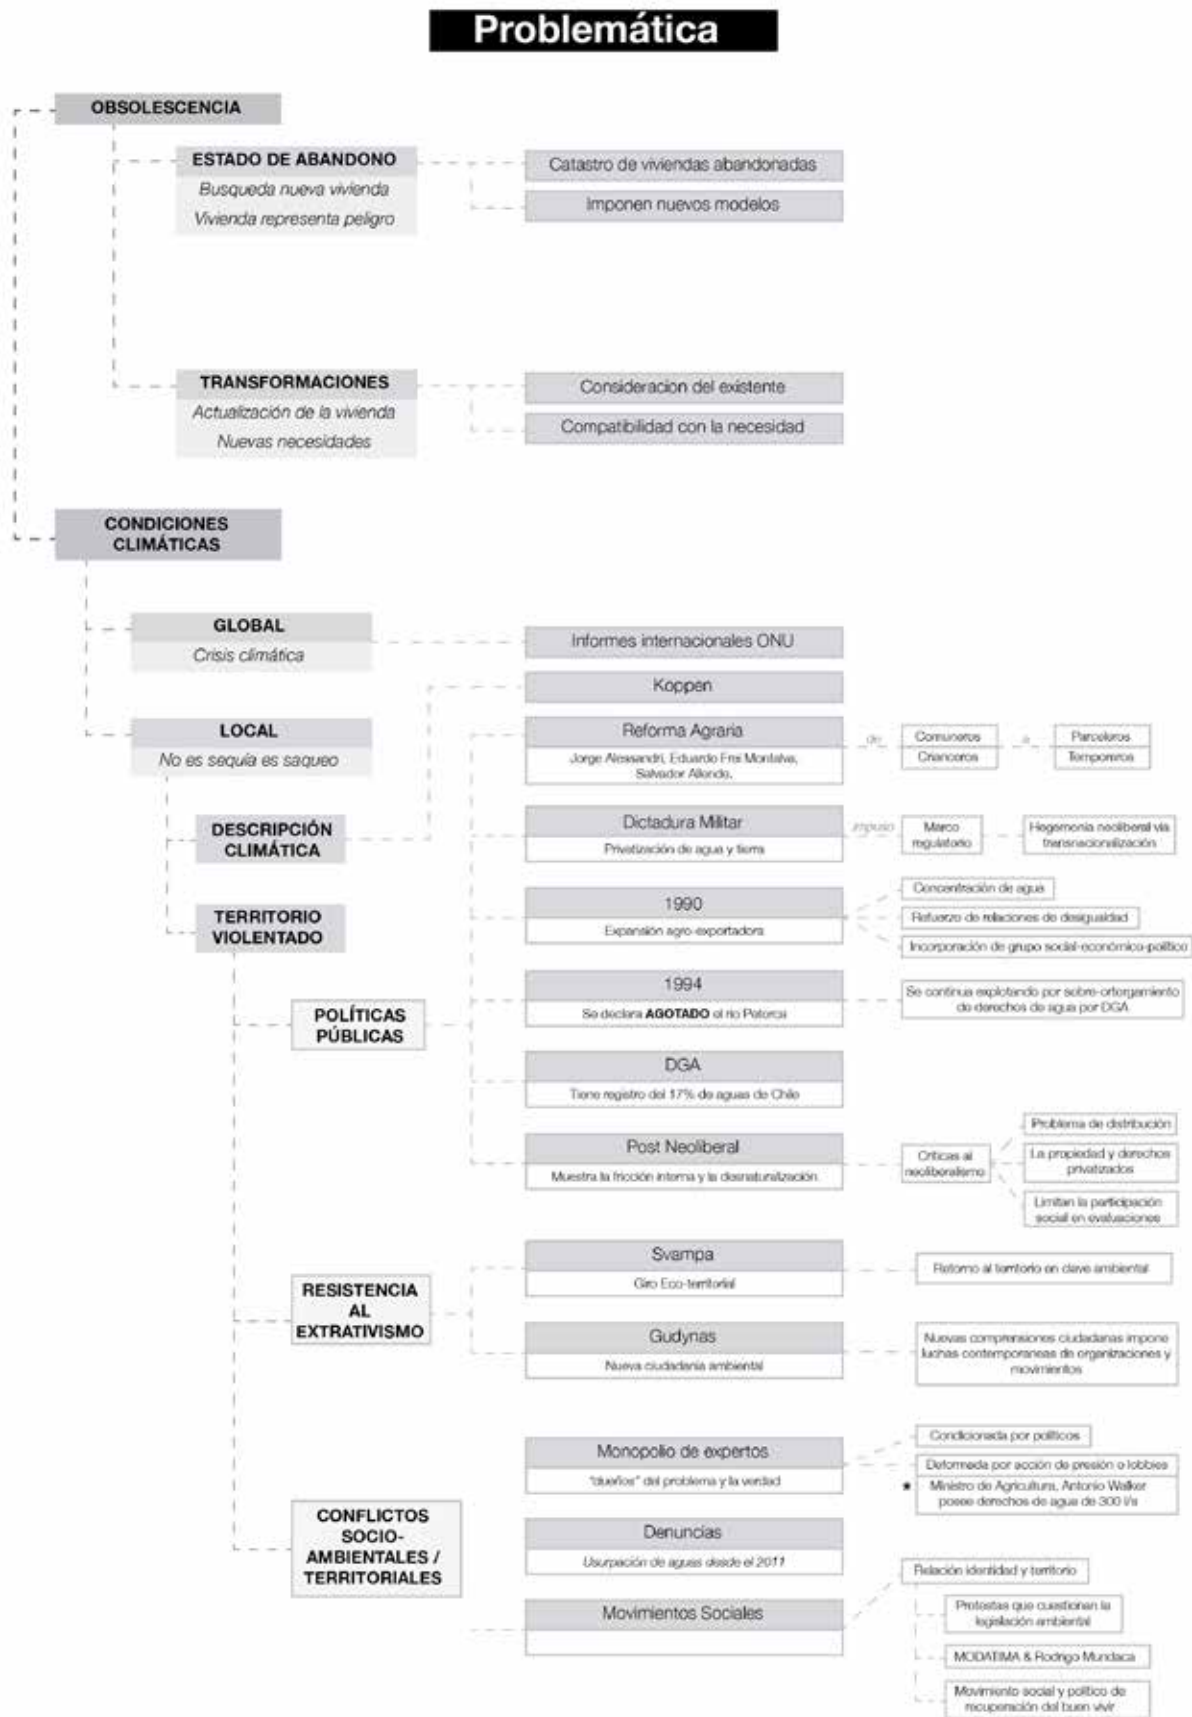 Problemática
OBSOLESCENCIA
ESTADO DE ABANDONO
Busqueda nueva vivienda
Vivienda representa peligro
Catastro de viviendas abandonadas
Imponen nuevos modelos
TRANSFORMACIONES
Actualización de la vivienda
Nuevas necesidades
Consideracion del existente
Compatibilidad con la necesidad
CONDICIONES
CLIMÁTICAS
GLOBAL
Crisis climática
Informes internacionales ONU
LOCAL
No es sequía es saqueo
DESCRIPCIÓN
CLIMÁTICA
Koppen
TERRITORIO
VIOLENTADO
POLÍTICAS
PÚBLICAS
Reforma Agraria
Jorge Alessandri, Eduardo Frei Montalva,
Salvador Allende.
de
Comuneros
Crianceros
a
Parceleros
Temporeros
Dictadura Militar
Privatización de agua y tierra
impuso
Marco
regulatorio
Hegemonía neoliberal vía
transnacionalización
1990
Expansión agro-exportadora
Concentración de agua
Refuerzo de relaciones de desigualdad
Incorporación de grupo social-económico-político
1994
Se declara AGOTADO el río Petorca
Se continua explotando por sobre-ortorgamiento
de derechos de agua por DGA
DGA
Tiene registro del 17% de aguas de Chile
Post Neoliberal
Muestra la fricción interna y la desnaturalización.
Críticas al
neoliberalismo
Problema de distribución
La propiedad y derechos
privatizados
Limitan la participación
social en evaluaciones
RESISTENCIA
AL
EXTRATIVISMO
Svampa
Giro Eco-territorial
Retorno al territorio en clave ambiental
Gudynas
Nueva ciudadanía ambiental
Nuevas comprensiones ciudadanas impone
luchas contemporaneas de organizaciones y
movimientos
CONFLICTOS
SOCIO-
AMBIENTALES /
TERRITORIALES
Monopolio de expertos
"dueños" del problema y la verdad
Condicionada por políticos
Deformada por acción de presión o lobbies
* Ministro de Agricultura, Antonio Walker
posee derechos de agua de 300 l/s
Denuncias
Usurpación de aguas desde el 2011
Movimientos Sociales
Relación identidad y territorio
Protestas que cuestionan la
legislación ambiental
MODATIMA & Rodrigo Mundaca
Movimiento social y político de
recuperación del buen vivir